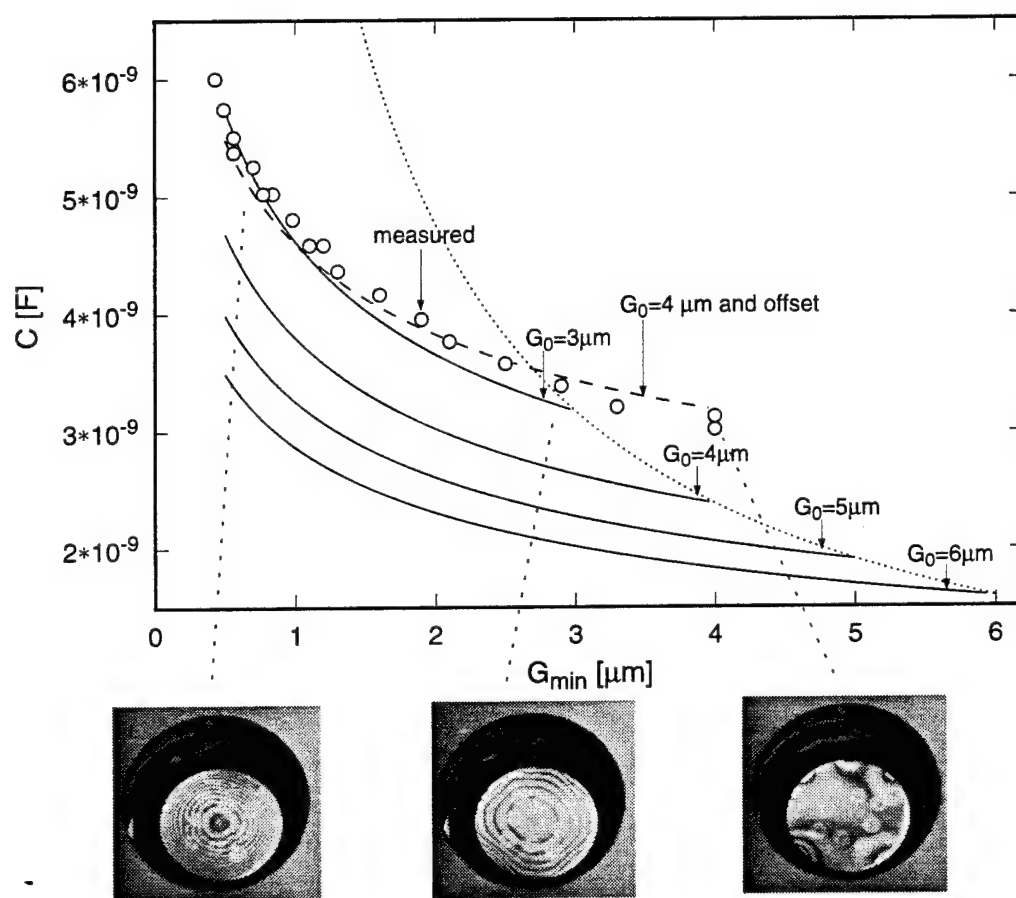 6*10-9
5*10-9
4*10-9
3*10-9
2*10-9
C [F]
measured
G0=4 μm and offset
G0=3μm
G0=4μm
G0=5μm
G0=6μm
0 1 2 3 4 5 6
Gmin [μm]